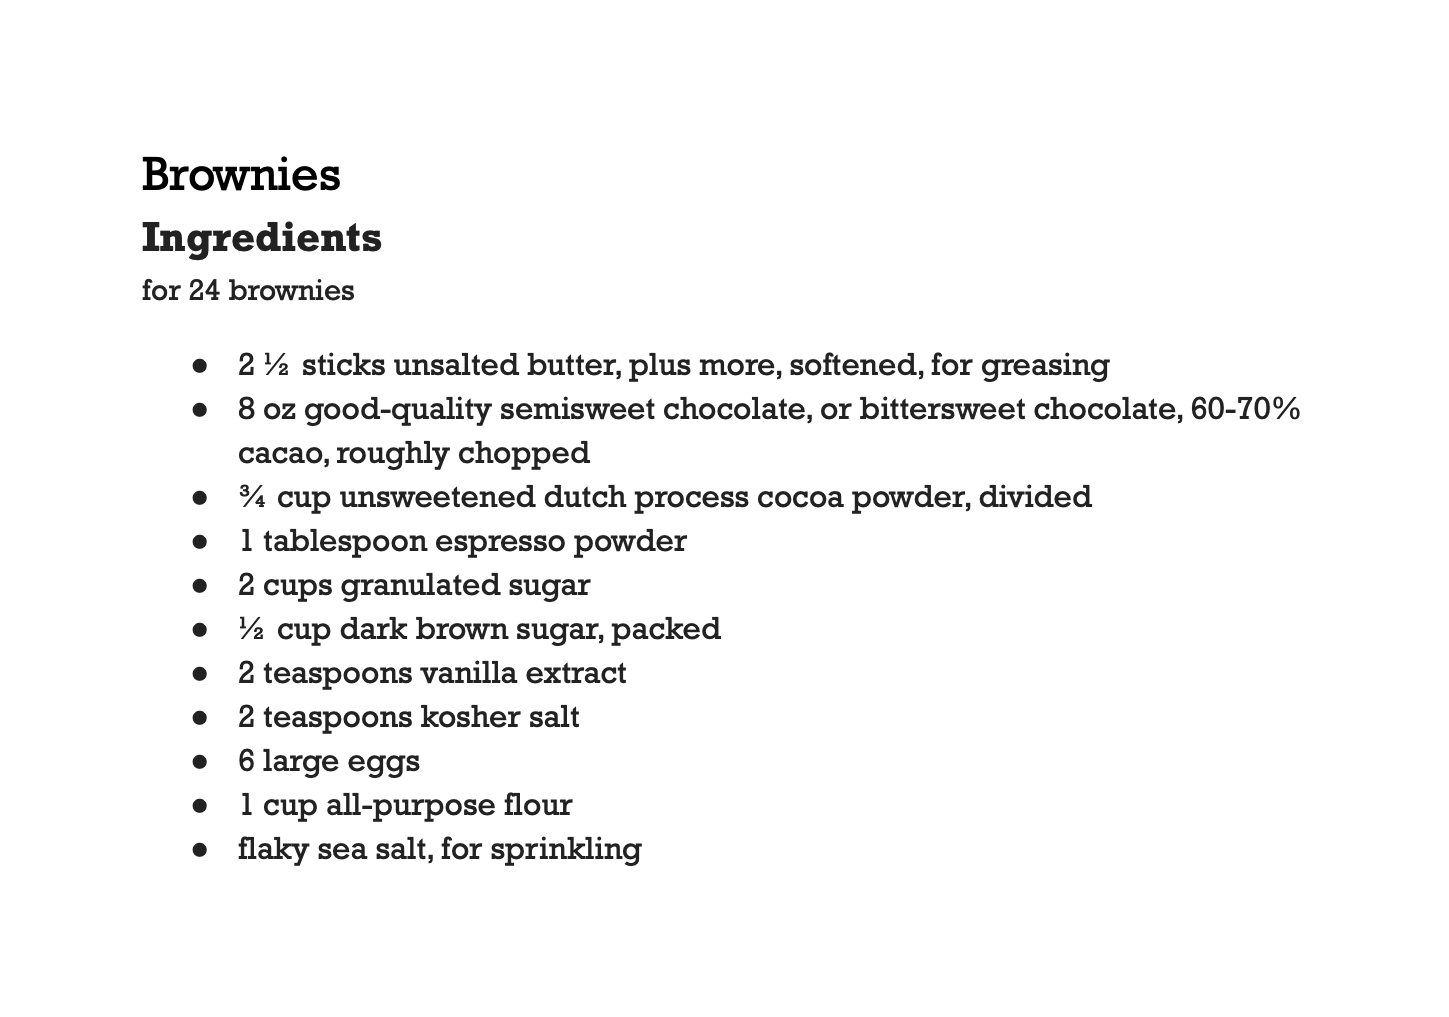 Brownies
Ingredients
for 24 brownies
● 2 ½ sticks unsalted butter, plus more, softened, for greasing
● 8 oz good-quality semisweet chocolate, or bittersweet chocolate, 60-70%
cacao, roughly chopped
● ¾ cup unsweetened dutch process cocoa powder, divided
● 1 tablespoon espresso powder
● 2 cups granulated sugar
● ½ cup dark brown sugar, packed
● 2 teaspoons vanilla extract
● 2 teaspoons kosher salt
● 6 large eggs
● 1 cup all-purpose flour
● flaky sea salt, for sprinkling